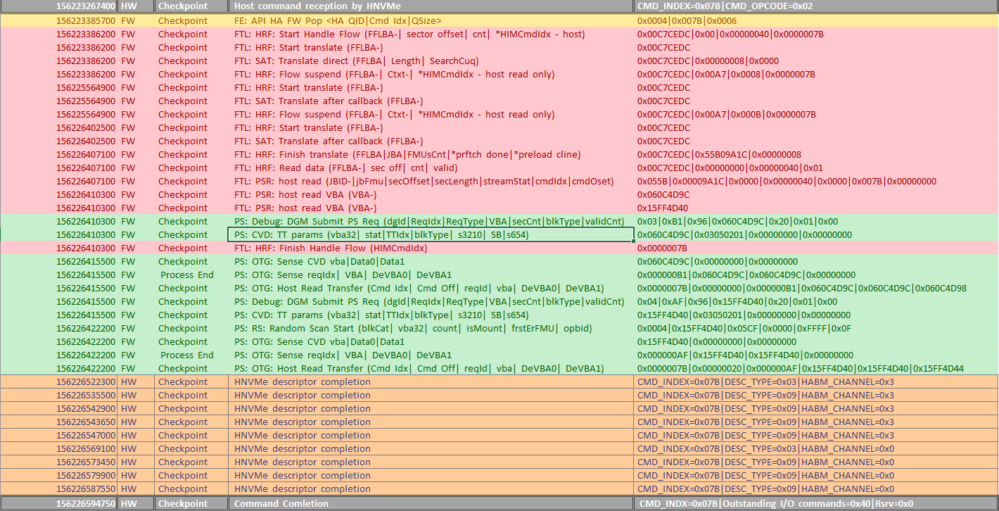 156223267400 HW Checkpoint Host command reception by HNVMe CMD_INDEX=0x07B|CMD_OPCODE=0x02
156223385700 FW Checkpoint FE: API HA FW Pop <HA QID|Cmd Idx|QSize> 0x0004|0x007B|0x0006
156223386200 FW Checkpoint FTL: HRF: Start Handle Flow (FFLBA-| sector offset| cnt| *HIMCmdIdx - host) 0x00C7CEDC|0x00|0x00000040|0x0000007B
156223386200 FW Checkpoint FTL: HRF: Start translate (FFLBA-) 0x00C7CEDC
156223386200 FW Checkpoint FTL: SAT: Translate direct (FFLBA| Length| SearchCuq) 0x00C7CEDC|0x00000008|0x0000
156223386200 FW Checkpoint FTL: HRF: Flow suspend (FFLBA-| Ctxt-| *HIMCmdIdx - host read only) 0x00C7CEDC|0x00A7|0x0008|0x0000007B
156225564900 FW Checkpoint FTL: HRF: Start translate (FFLBA-) 0x00C7CEDC
156225564900 FW Checkpoint FTL: SAT: Translate after callback (FFLBA-) 0x00C7CEDC
156225564900 FW Checkpoint FTL: HRF: Flow suspend (FFLBA-| Ctxt-| *HIMCmdIdx - host read only) 0x00C7CEDC|0x00A7|0x000B|0x0000007B
156226402500 FW Checkpoint FTL: HRF: Start translate (FFLBA-) 0x00C7CEDC
156226402500 FW Checkpoint FTL: SAT: Translate after callback (FFLBA-) 0x00C7CEDC
156226407100 FW Checkpoint FTL: HRF: Finish translate (FFLBA|JBA|FMUsCnt|*prftch done|*preload cline) 0x00C7CEDC|0x55B09A1C|0x00000008
156226407100 FW Checkpoint FTL: HRF: Read data (FFLBA-| sec off| cnt| valid) 0x00C7CEDC|0x00000000|0x00000040|0x01
156226407100 FW Checkpoint FTL: PSR: host read (JBID-|jbFmu|secOffset|secLength|streamStat|cmdIdx|cmdOset) 0x055B|0x00009A1C|0x0000|0x00000040|0x0000|0x007B|0x00000000
156226410300 FW Checkpoint FTL: PSR: host read VBA (VBA-) 0x060C4D9C
156226410300 FW Checkpoint FTL: PSR: host read VBA (VBA-) 0x15FF4D40
156226410300 FW Checkpoint PS: Debug: DGM Submit PS Req (dgId|ReqIdx|ReqType|VBA|secCnt|blkType|validCnt) 0x03|0xB1|0x96|0x060C4D9C|0x20|0x01|0x00
156226410300 FW Checkpoint PS: CVD: TT params (vba32| stat|TTIdx|blkType| s3210| SB|s654) 0x060C4D9C|0x03050201|0x00000000|0x00000000
156226410300 FW Checkpoint FTL: HRF: Finish Handle Flow (HIMCmdIdx) 0x0000007B
156226415500 FW Checkpoint PS: OTG: Sense CVD vba|Data0|Data1 0x060C4D9C|0x00000000|0x00000000
156226415500 FW Process End PS: OTG: Sense reqIdx| VBA| DeVBA0| DeVBA1 0x000000B1|0x060C4D9C|0x060C4D9C|0x00000000
156226415500 FW Checkpoint PS: OTG: Host Read Transfer (Cmd Idx| Cmd Off| reqId| vba| DeVBA0| DeVBA1) 0x0000007B|0x00000000|0x000000B1|0x060C4D9C|0x060C4D9C|0x060C4D98
156226415500 FW Checkpoint PS: Debug: DGM Submit PS Req (dgId|ReqIdx|ReqType|VBA|secCnt|blkType|validCnt) 0x04|0xAF|0x96|0x15FF4D40|0x20|0x01|0x00
156226415500 FW Checkpoint PS: CVD: TT params (vba32| stat|TTIdx|blkType| s3210| SB|s654) 0x15FF4D40|0x03050201|0x00000000|0x00000000
156226422200 FW Checkpoint PS: RS: Random Scan Start (blkCat| vba32| count| isMount| frstErFMU| opbid) 0x0004|0x15FF4D40|0x05CF|0x0000|0xFFFF|0x0F
156226422200 FW Checkpoint PS: OTG: Sense CVD vba|Data0|Data1 0x15FF4D40|0x00000000|0x00000000
156226422200 FW Process End PS: OTG: Sense reqIdx| VBA| DeVBA0| DeVBA1 0x000000AF|0x15FF4D40|0x15FF4D40|0x00000000
156226422200 FW Checkpoint PS: OTG: Host Read Transfer (Cmd Idx| Cmd Off| reqId| vba| DeVBA0| DeVBA1) 0x0000007B|0x00000020|0x000000AF|0x15FF4D40|0x15FF4D40|0x15FF4D44
156226522300 HW Checkpoint HNVMe descriptor completion CMD_INDEX=0x07B|DESC_TYPE=0x03|HABM_CHANNEL=0x3
156226535500 HW Checkpoint HNVMe descriptor completion CMD_INDEX=0x07B|DESC_TYPE=0x09|HABM_CHANNEL=0x3
156226542900 HW Checkpoint HNVMe descriptor completion CMD_INDEX=0x07B|DESC_TYPE=0x09|HABM_CHANNEL=0x3
156226543650 HW Checkpoint HNVMe descriptor completion CMD_INDEX=0x07B|DESC_TYPE=0x09|HABM_CHANNEL=0x3
156226547000 HW Checkpoint HNVMe descriptor completion CMD_INDEX=0x07B|DESC_TYPE=0x09|HABM_CHANNEL=0x3
156226569100 HW Checkpoint HNVMe descriptor completion CMD_INDEX=0x07B|DESC_TYPE=0x03|HABM_CHANNEL=0x0
156226573450 HW Checkpoint HNVMe descriptor completion CMD_INDEX=0x07B|DESC_TYPE=0x09|HABM_CHANNEL=0x0
156226579900 HW Checkpoint HNVMe descriptor completion CMD_INDEX=0x07B|DESC_TYPE=0x09|HABM_CHANNEL=0x0
156226587550 HW Checkpoint HNVMe descriptor completion CMD_INDEX=0x07B|DESC_TYPE=0x09|HABM_CHANNEL=0x0
156226594750 HW Checkpoint Command Comletion CMD_INDX=0x07B|Outstanding I/O commands=0x40|Rsrv=0x0